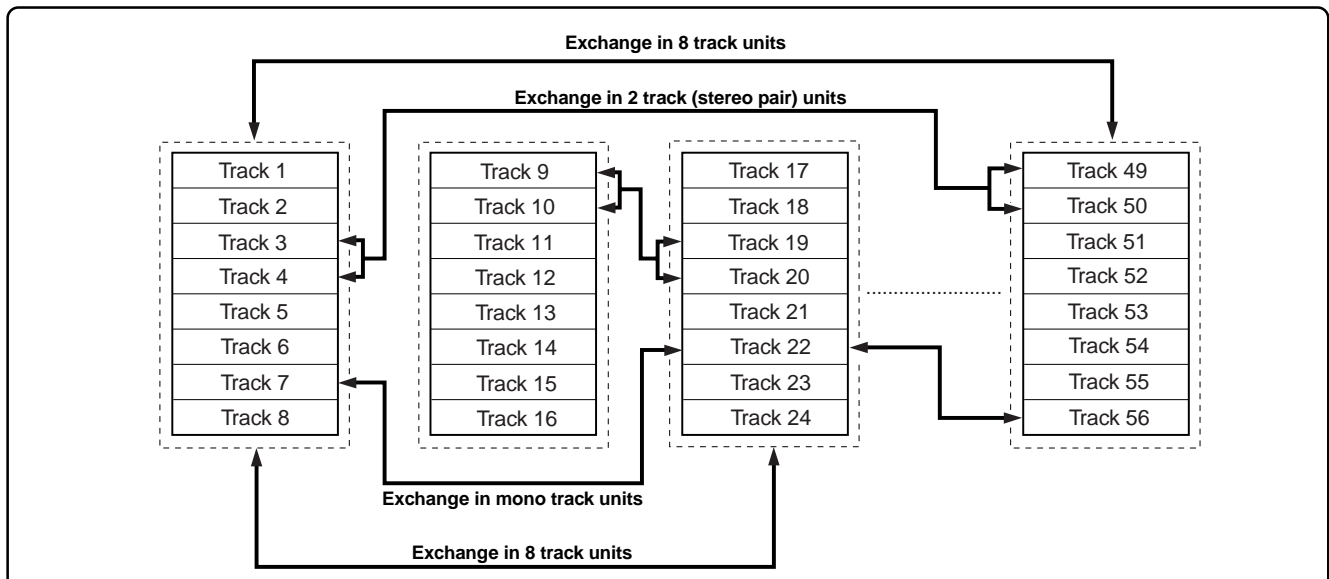 Exchange in 8 track units
Exchange in 2 track (stereo pair) units
Track 1
Track 2
Track 3
Track 4
Track 5
Track 6
Track 7
Track 8
Track 9
Track 10
Track 11
Track 12
Track 13
Track 14
Track 15
Track 16
Track 17
Track 18
Track 19
Track 20
Track 21
Track 22
Track 23
Track 24
Track 49
Track 50
Track 51
Track 52
Track 53
Track 54
Track 55
Track 56
Exchange in mono track units
Exchange in 8 track units